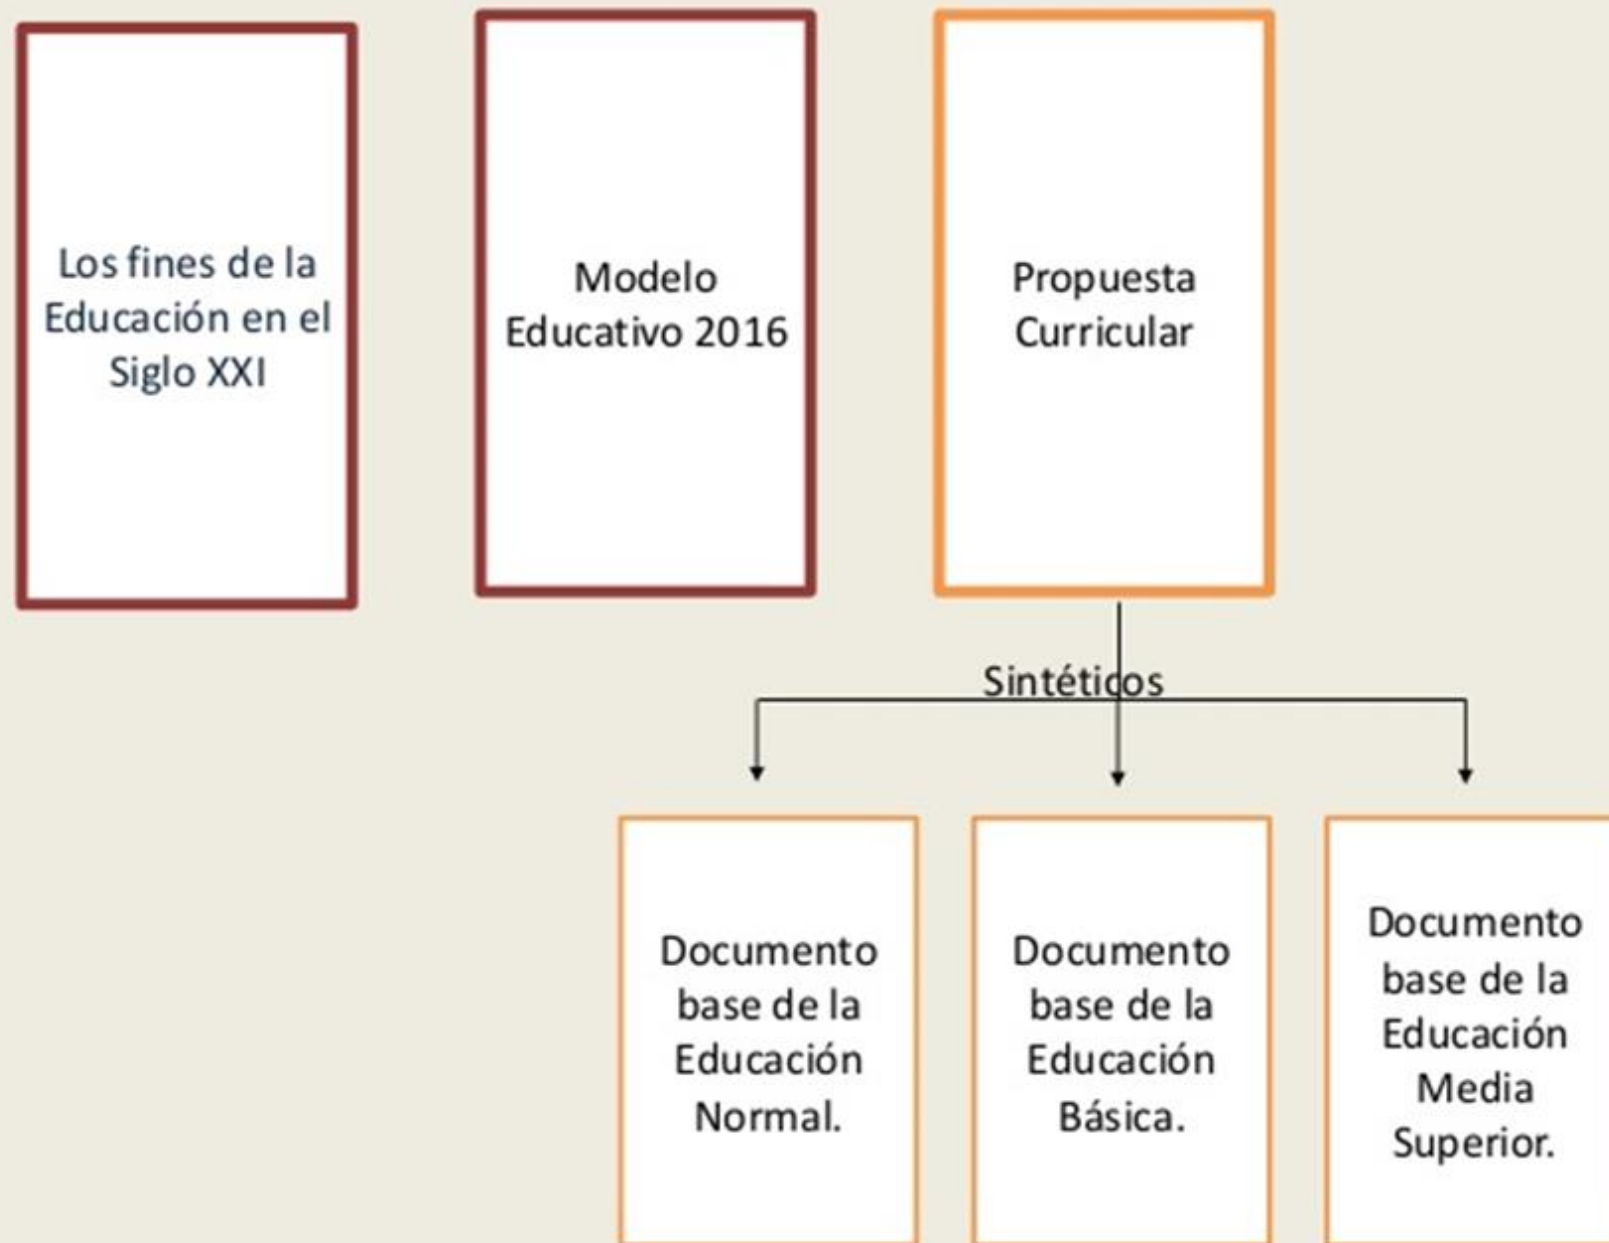 Los fines de la
Educación en el
Siglo XXI
Modelo
Educativo 2016
Propuesta
Curricular
Sintéticos
Documento
base de la
Educación
Normal.
Documento
base de la
Educación
Básica.
Documento
base de la
Educación
Media
Superior.